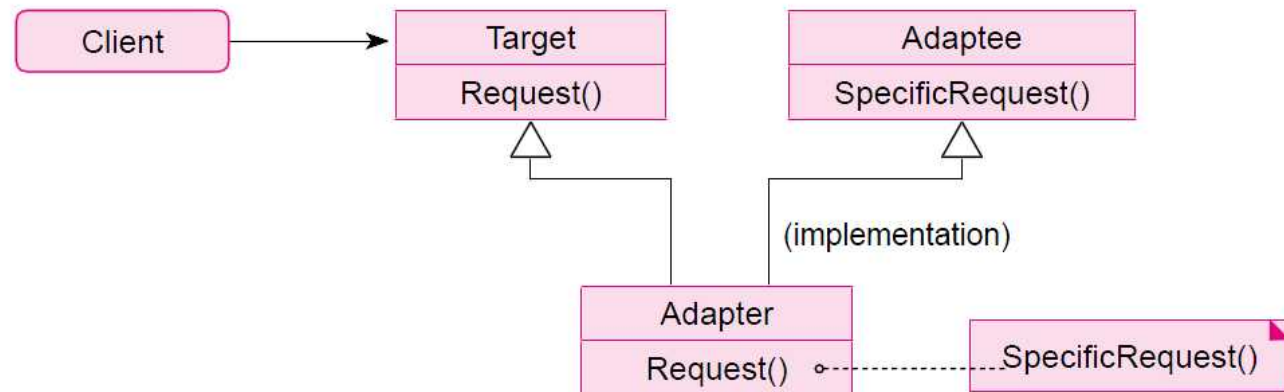 Client
Target
Adaptee
Request()
SpecificRequest()
(implementation)
Adapter
Request()
SpecificRequest()